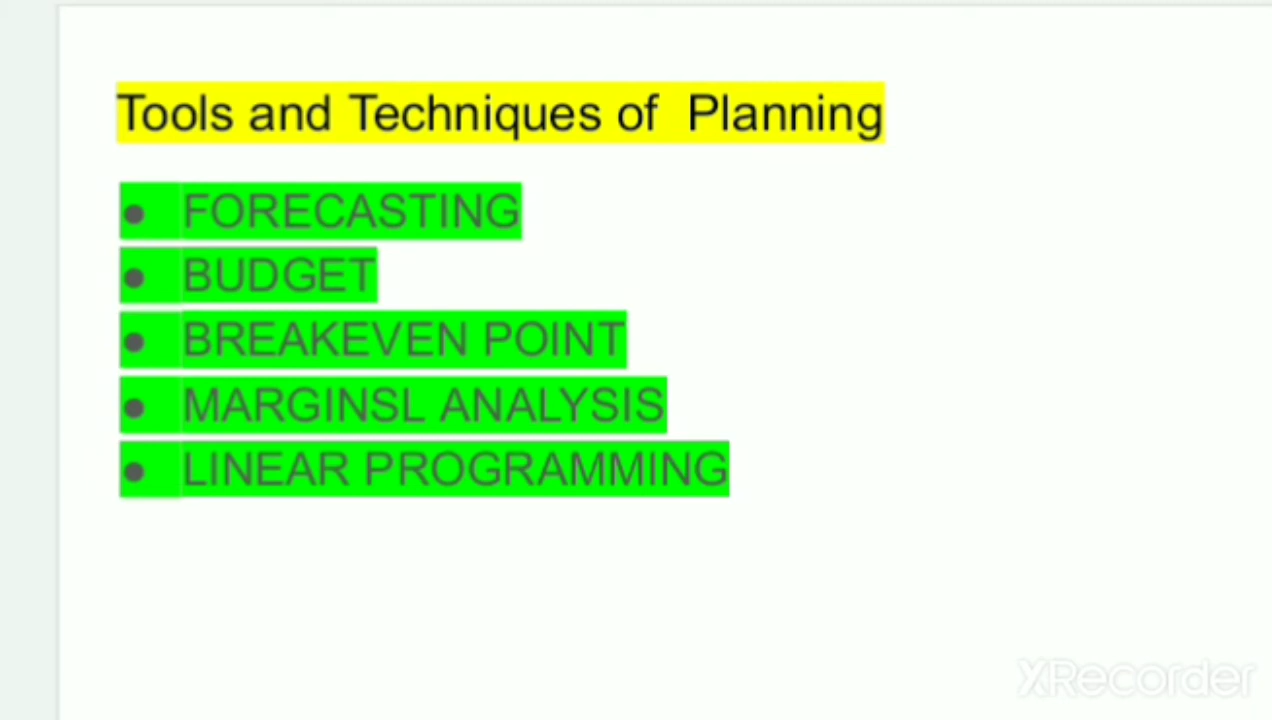 Tools and Techniques of Planning
● FORECASTING
● BUDGET
● BREAKEVEN POINT
● MARGINSL ANALYSIS
● LINEAR PROGRAMMING
XRecorder